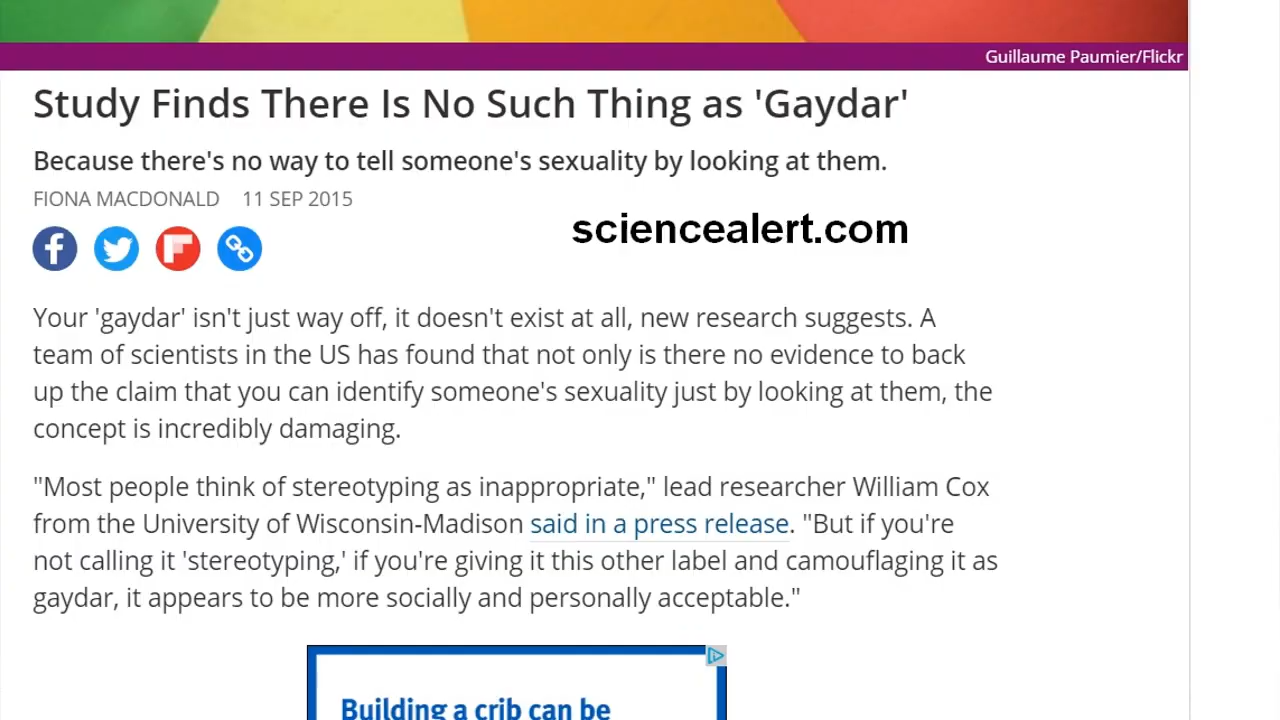 Guillaume Paumier/Flickr
Study Finds There Is No Such Thing as 'Gaydar'
Because there's no way to tell someone's sexuality by looking at them.
FIONA MACDONALD 11 SEP 2015
sciencealert.com
Your 'gaydar' isn't just way off, it doesn't exist at all, new research suggests. A
team of scientists in the US has found that not only is there no evidence to back
up the claim that you can identify someone's sexuality just by looking at them, the
concept is incredibly damaging.
"Most people think of stereotyping as inappropriate," lead researcher William Cox
from the University of Wisconsin-Madison said in a press release. "But if you're
not calling it 'stereotyping,' if you're giving it this other label and camouflaging it as
gaydar, it appears to be more socially and personally acceptable."
Building a crib can be